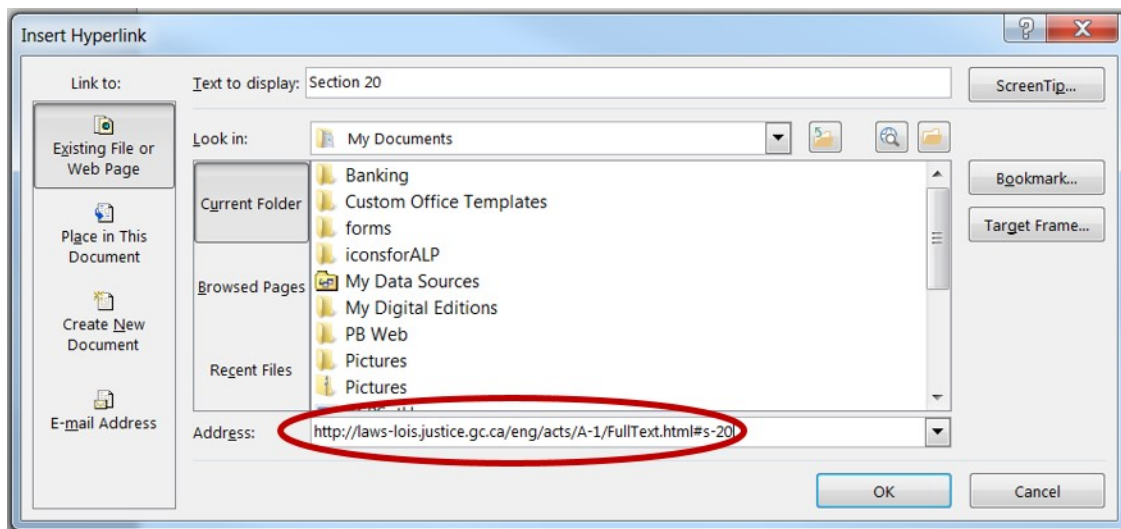 Insert Hyperlink
Link to:
Text to display: Section 20
ScreenTip...
Existing File or
Web Page
Look in: My Documents
Current Folder
Banking
Custom Office Templates
forms
iconsforALP
My Data Sources
My Digital Editions
PB Web
Pictures
Pictures
Bookmark...
Target Frame...
Place in This
Document
Browsed Pages
Create New
Document
Recent Files
E-mail Address
Address: http://laws-lois.justice.gc.ca/eng/acts/A-1/FullText.html#s-20
OK
Cancel